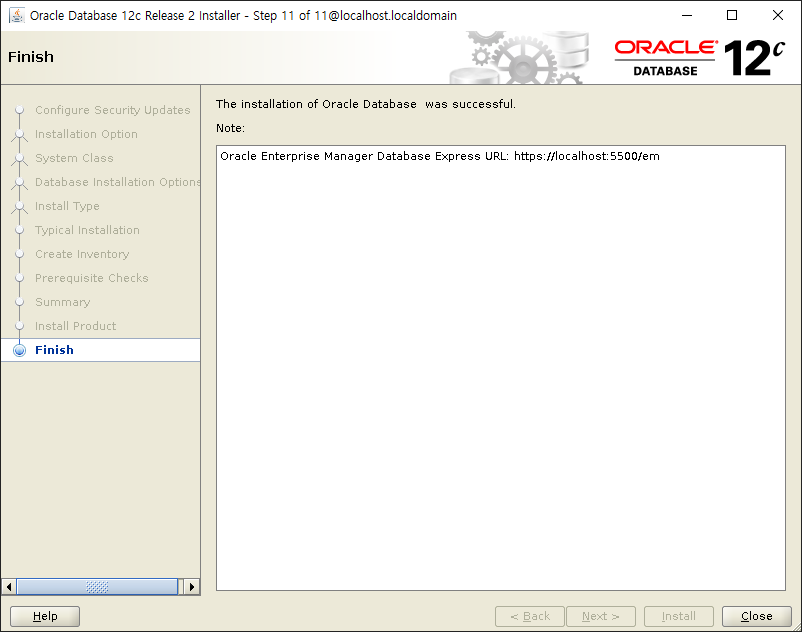 Oracle Database 12c Release 2 Installer - Step 11 of 11@localhost.localdomain
Finish
ORACLE®
DATABASE
12c
Configure Security Updates
Installation Option
System Class
Database Installation Options
Install Type
Typical Installation
Create Inventory
Prerequisite Checks
Summary
Install Product
Finish
The installation of Oracle Database  was successful.
Note:
Oracle Enterprise Manager Database Express URL: https://localhost:5500/em
Help
< Back
Next >
Install
Close